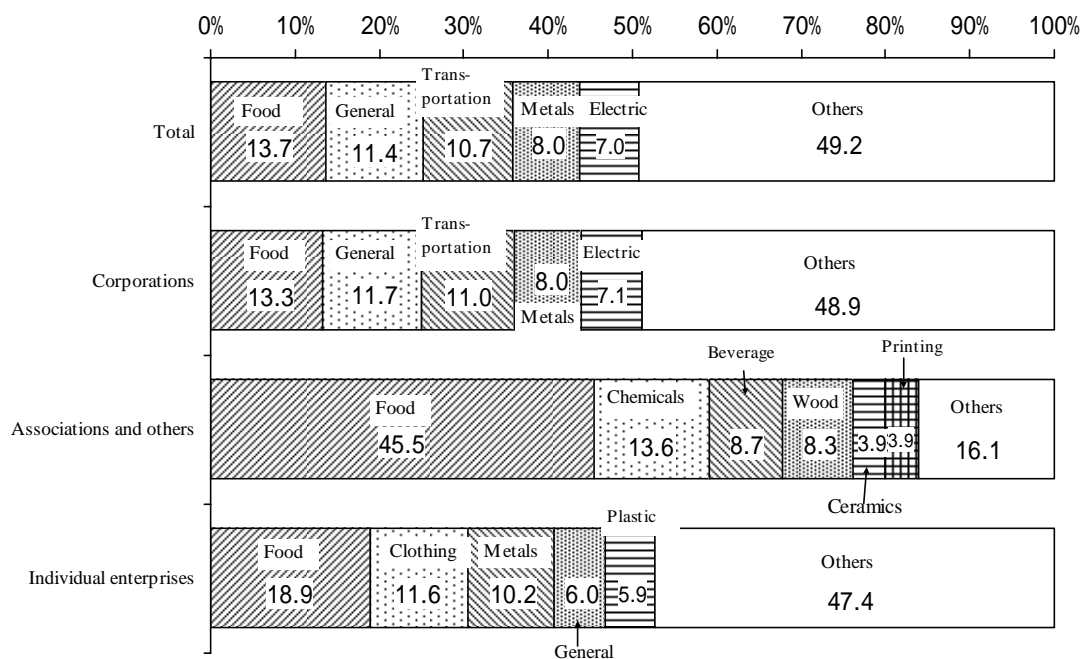 0% 10% 20% 30% 40% 50% 60% 70% 80% 90% 100%
Total
Food
13.7
General
11.4
Trans-
portation
10.7
Metals
8.0
Electric
7.0
Others
49.2
Corporations
Food
13.3
General
11.7
Trans-
portation
11.0
8.0
Metals
Electric
7.1
Others
48.9
Associations and others
Food
45.5
Chemicals
13.6
Beverage
8.7
Wood
8.3
3.9
Ceramics
Printing
3.9
Others
16.1
Individual enterprises
Food
18.9
Clothing
11.6
Metals
10.2
6.0
General
Plastic
5.9
Others
47.4